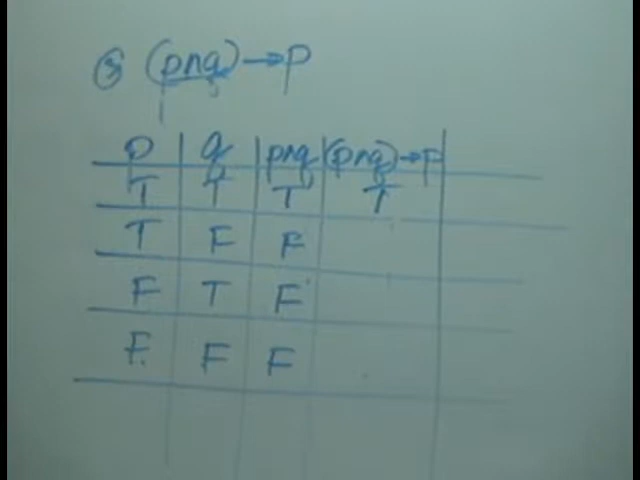 ③ (p∧q)→p
p q p∧q (p∧q)→p
T T T T
T F F
F T F
F F F